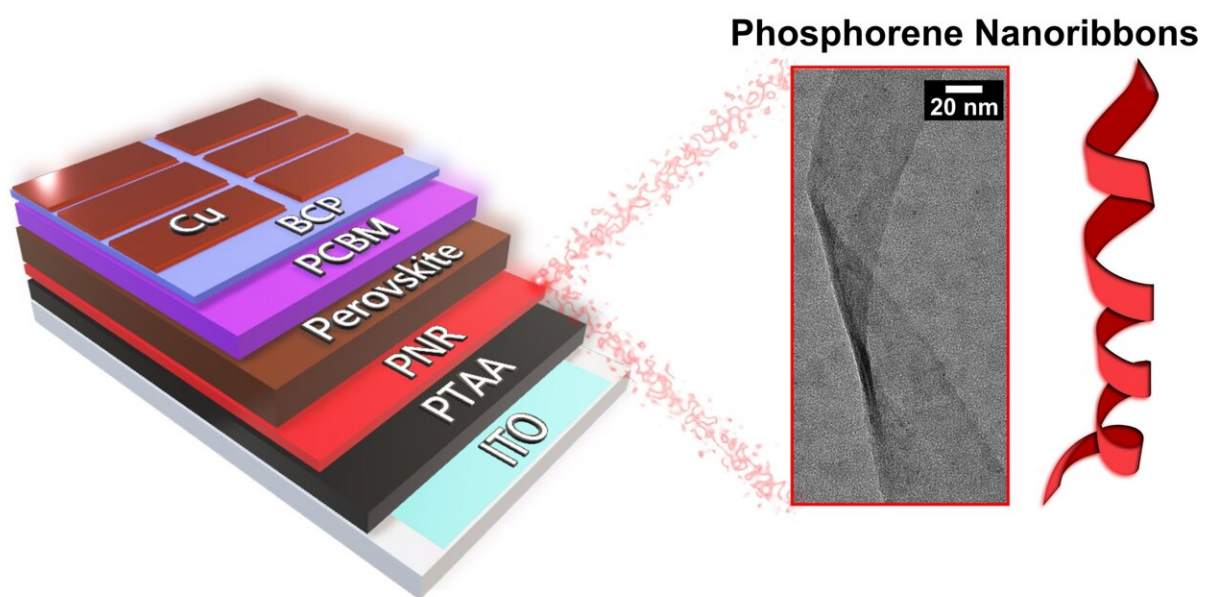 Phosphorene Nanoribbons
20 nm
Cu
BCP
PCBM
Perovskite
PNR
PTAA
ITO